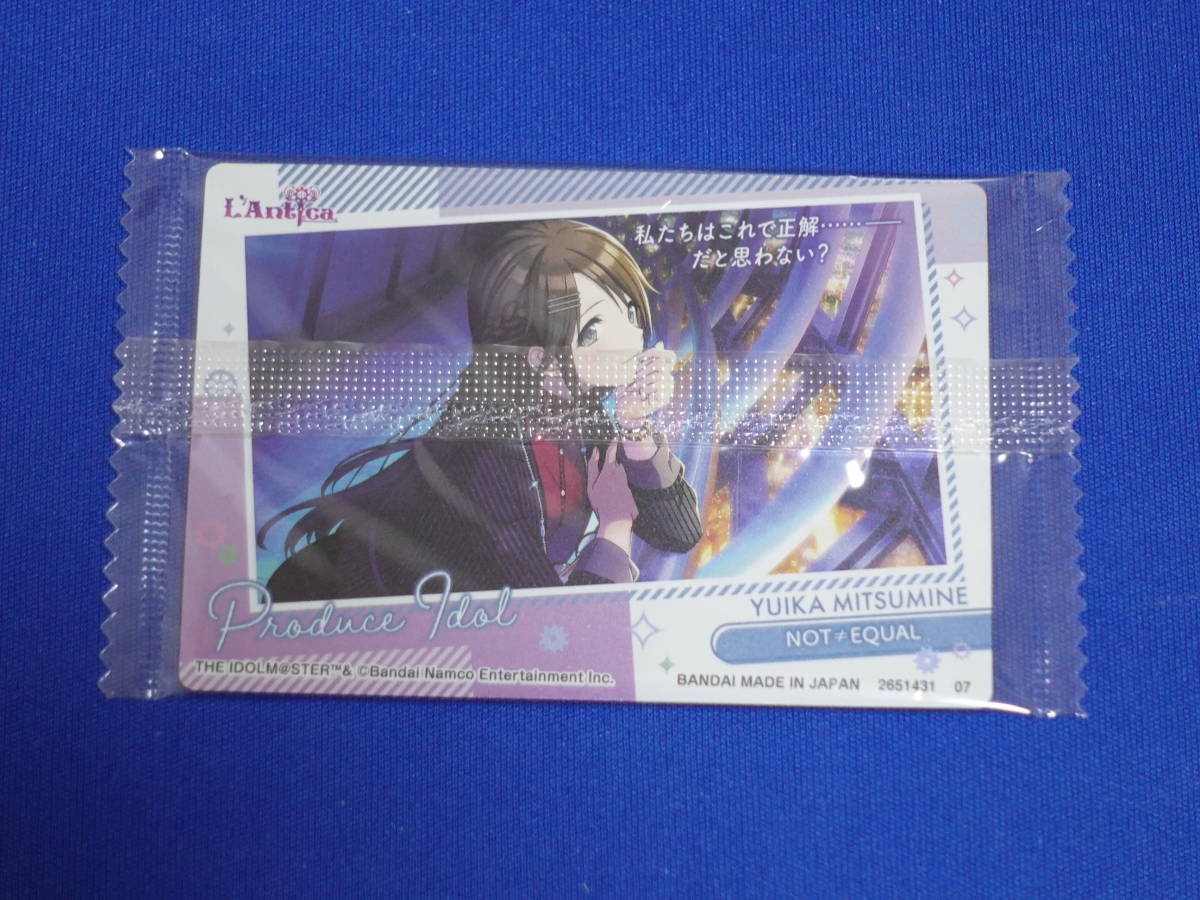 L'Antica
私たちはこれで正解……――
だと思わない?
Produce Idol
YUIKA MITSUMINE
NOT≠EQUAL
THE IDOLM@STER™& ©Bandai Namco Entertainment Inc.
BANDAI MADE IN JAPAN 2651431 07